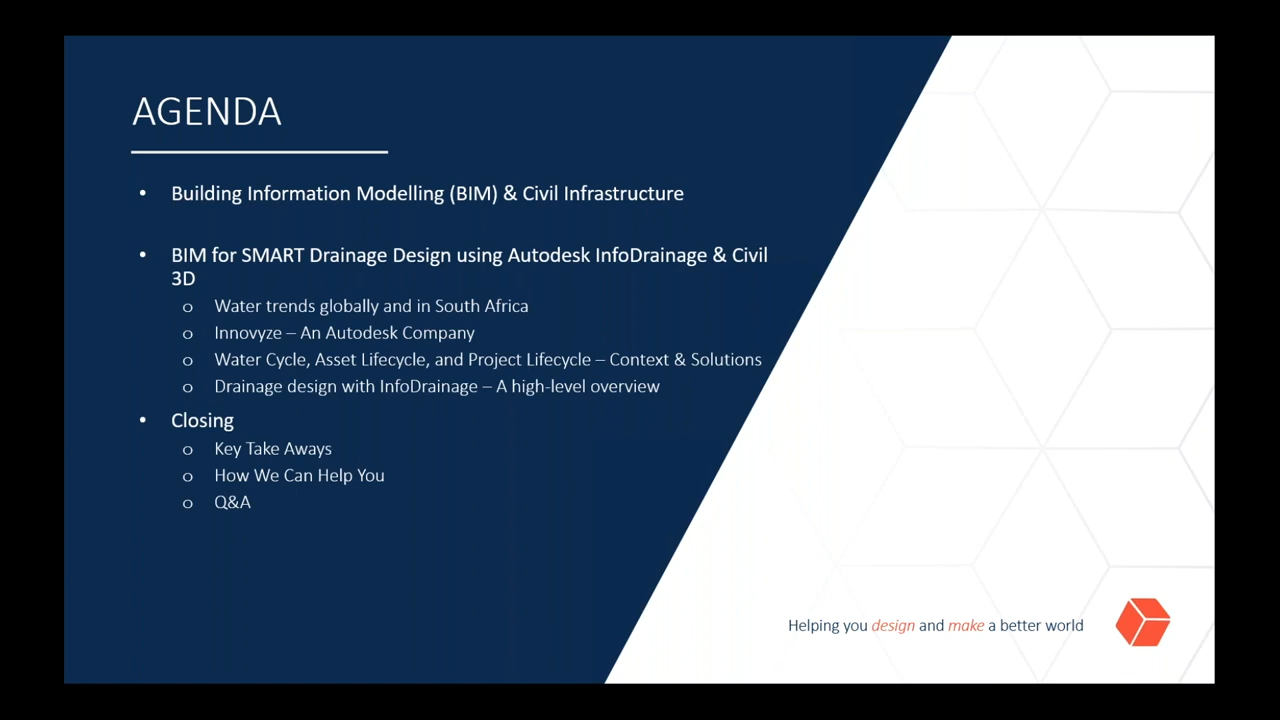 AGENDA
• Building Information Modelling (BIM) & Civil Infrastructure
• BIM for SMART Drainage Design using Autodesk InfoDrainage & Civil
3D
o Water trends globally and in South Africa
o Innovyze – An Autodesk Company
o Water Cycle, Asset Lifecycle, and Project Lifecycle – Context & Solutions
o Drainage design with InfoDrainage – A high-level overview
• Closing
o Key Take Aways
o How We Can Help You
o Q&A
Helping you design and make a better world